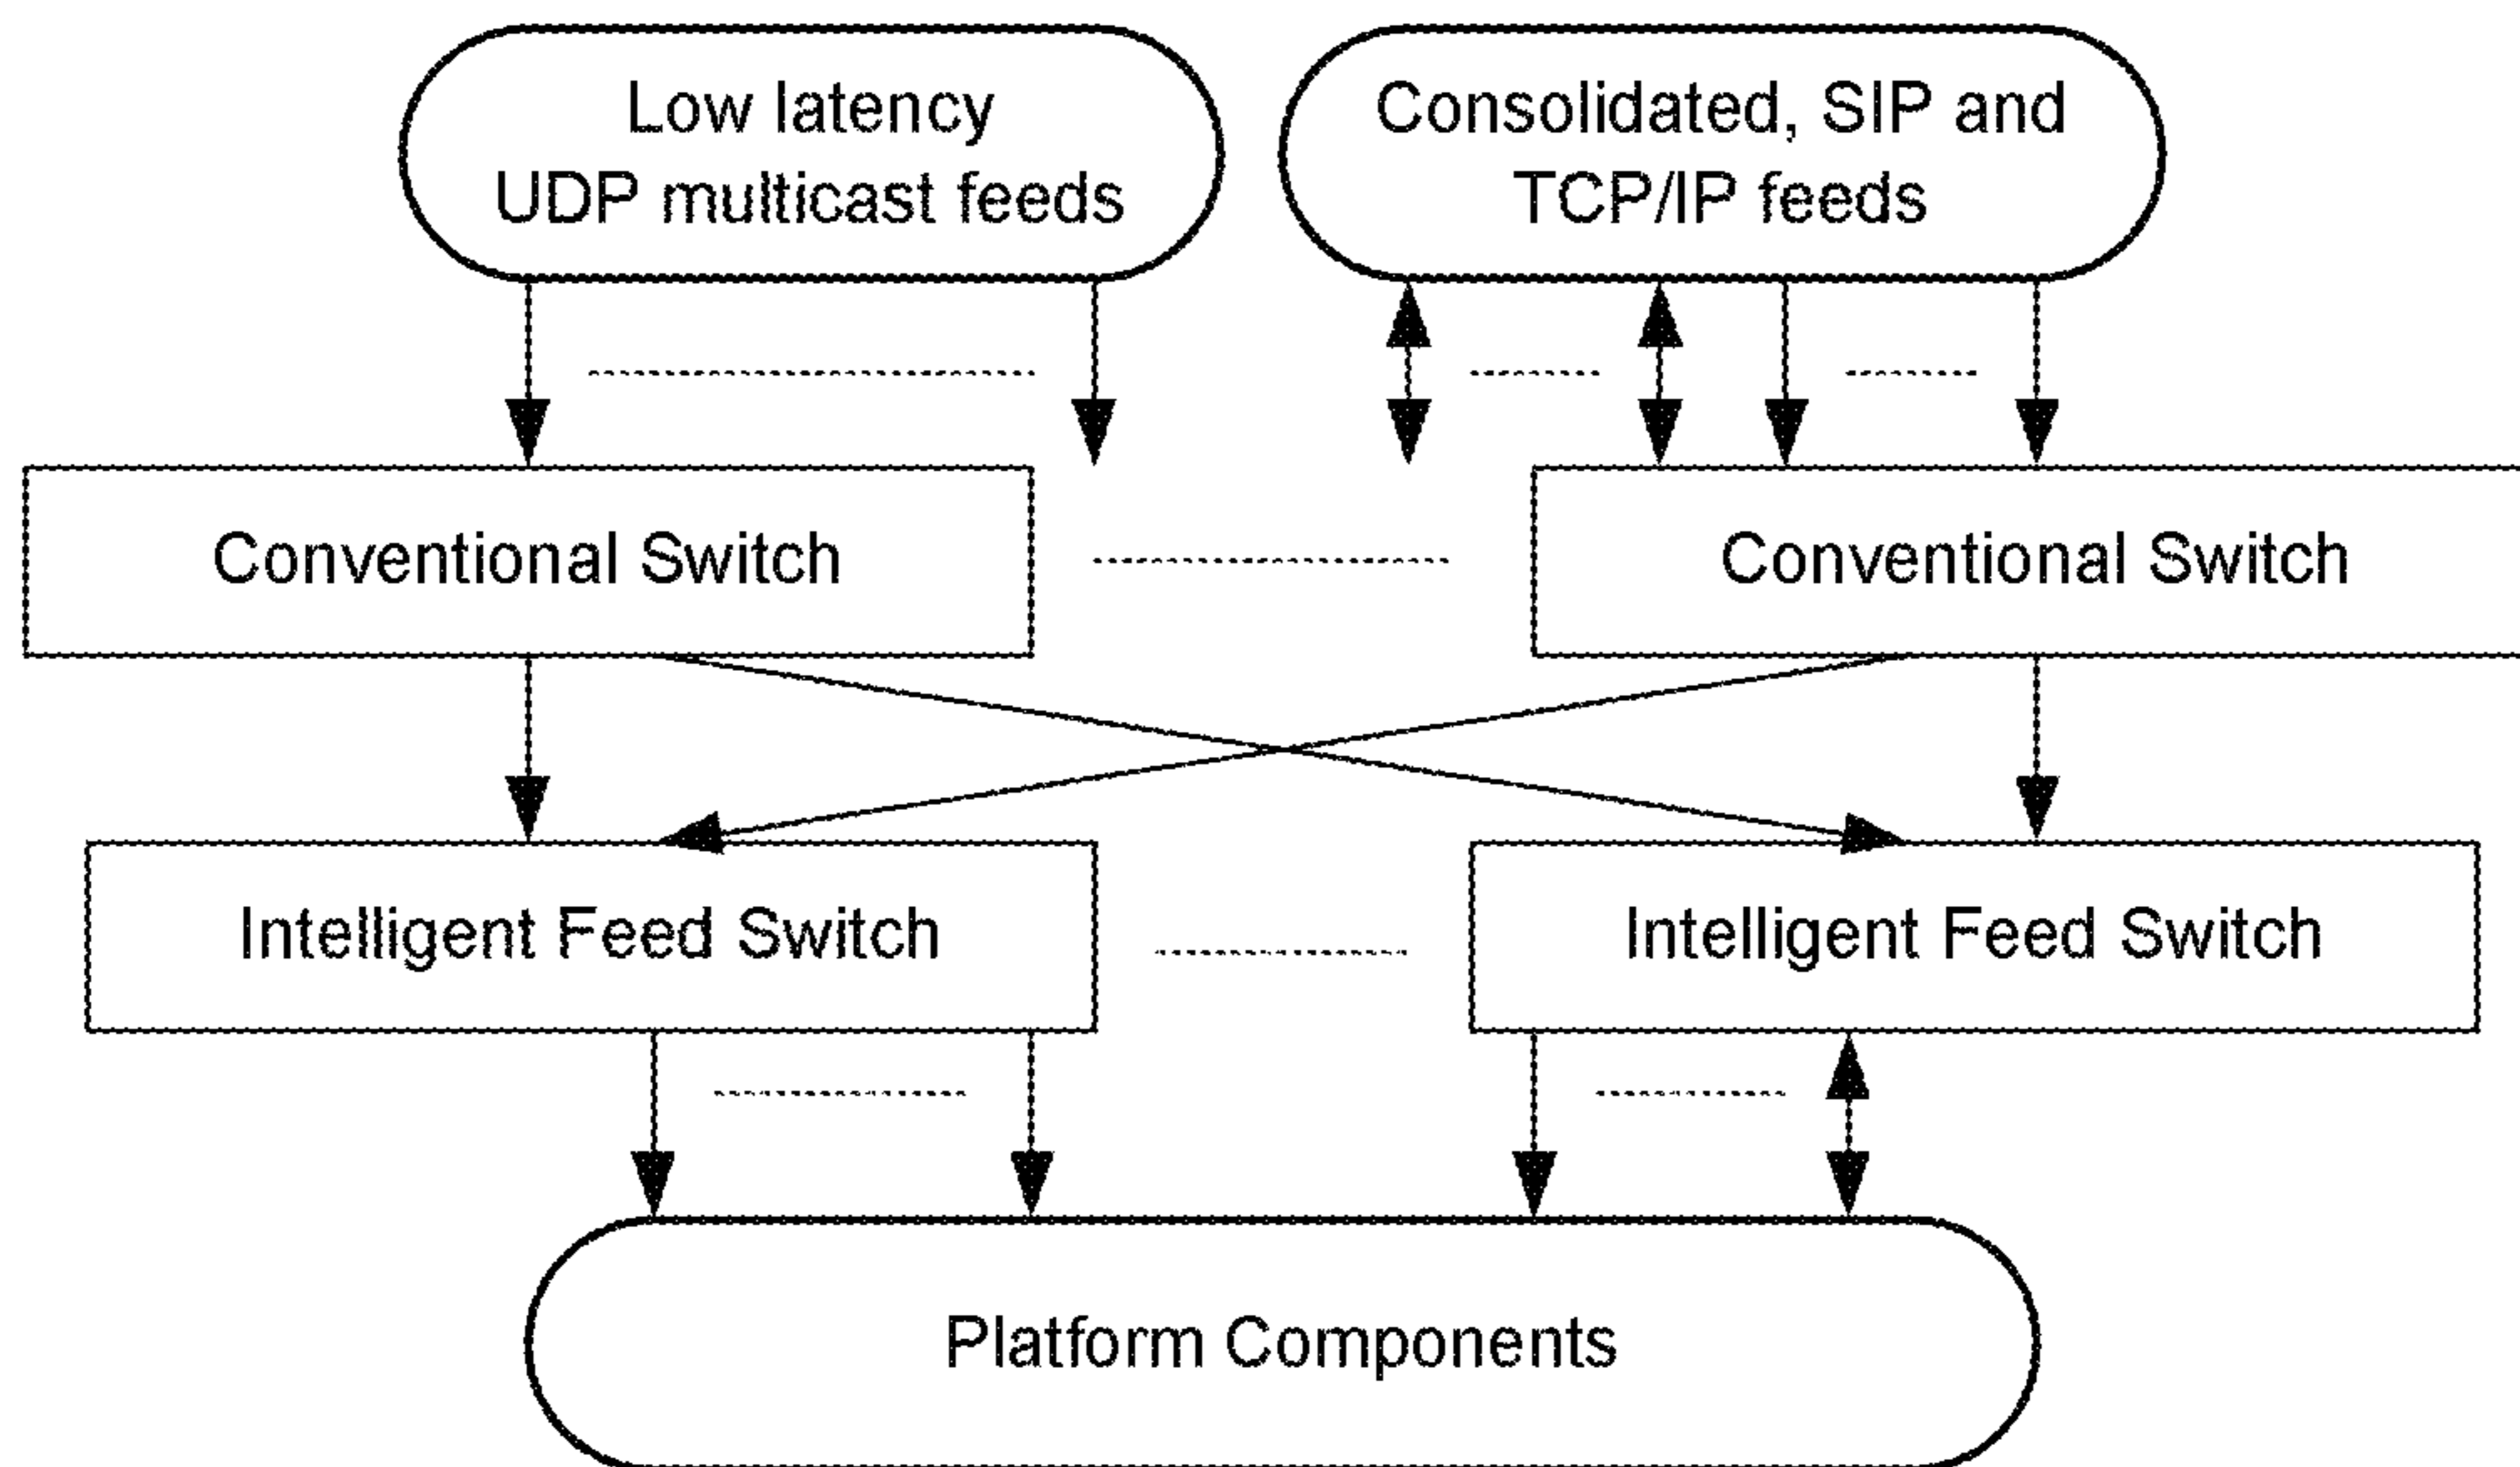 Low latency
UDP multicast feeds
Consolidated, SIP and
TCP/IP feeds
Conventional Switch
Conventional Switch
Intelligent Feed Switch
Intelligent Feed Switch
Platform Components